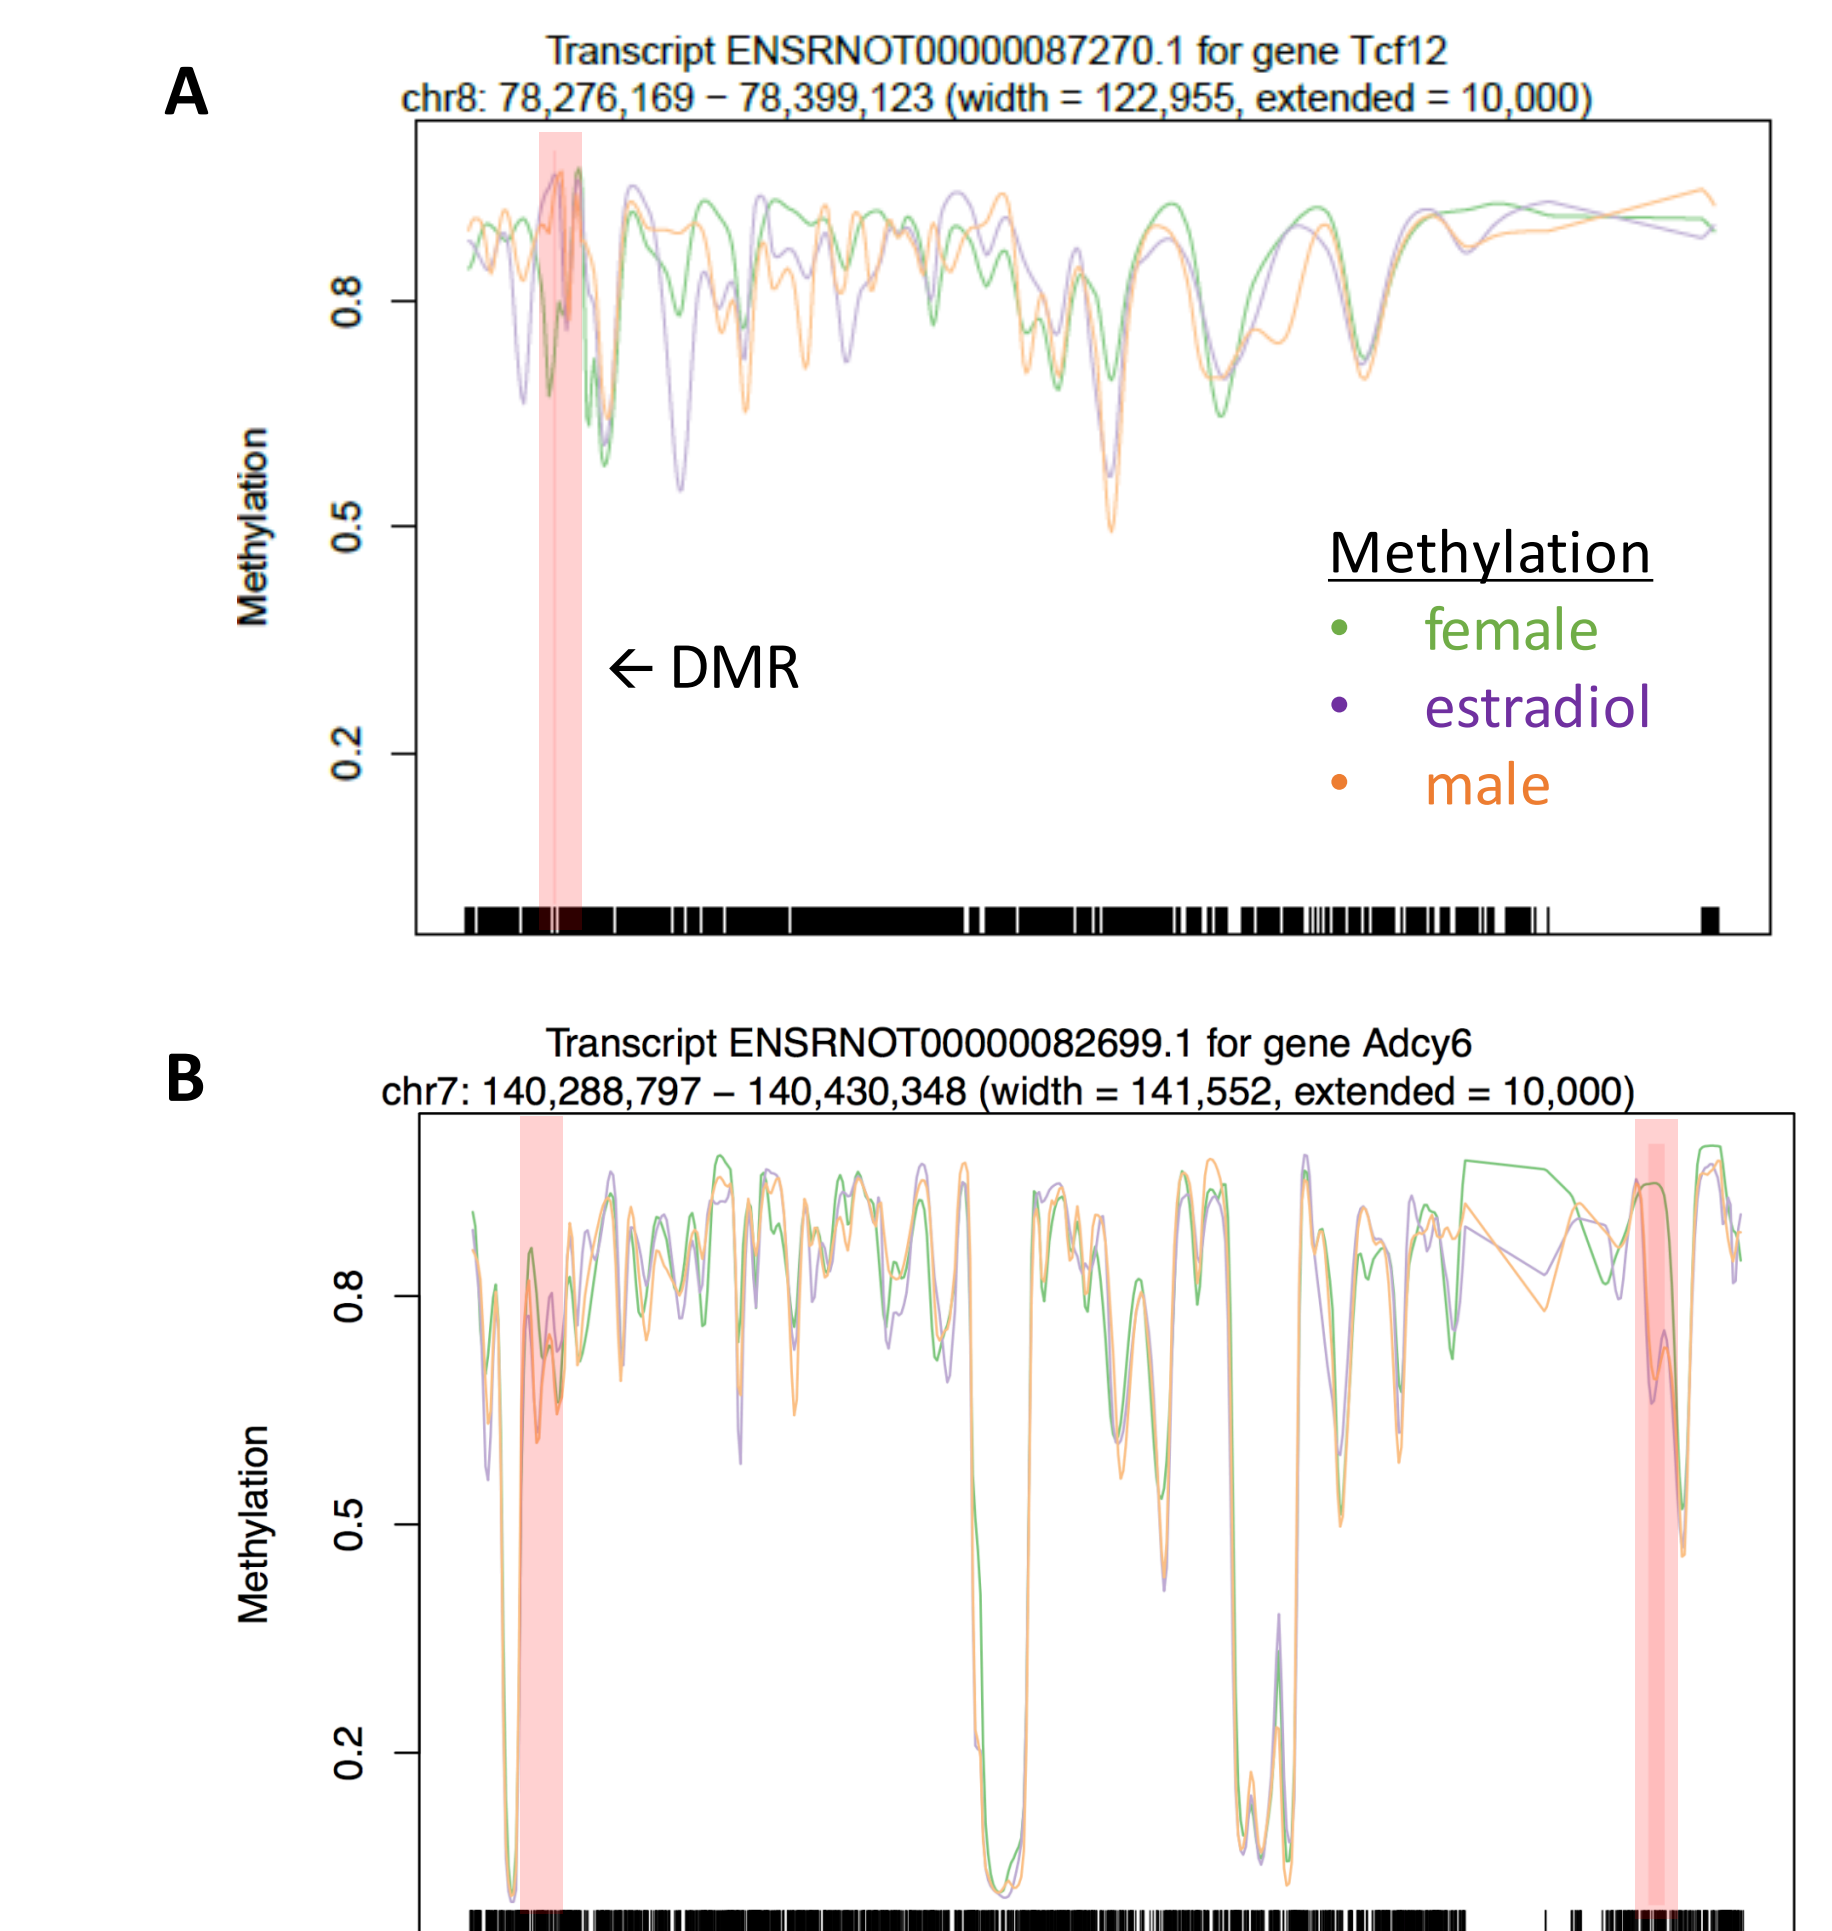 A
Transcript ENSRNOT00000087270.1 for gene Tcf12
chr8: 78,276,169 − 78,399,123 (width = 122,955, extended = 10,000)
Methylation
0.8
0.5
0.2
← DMR
Methylation
• female
• estradiol
• male
B
Transcript ENSRNOT00000082699.1 for gene Adcy6
chr7: 140,288,797 − 140,430,348 (width = 141,552, extended = 10,000)
Methylation
0.8
0.5
0.2